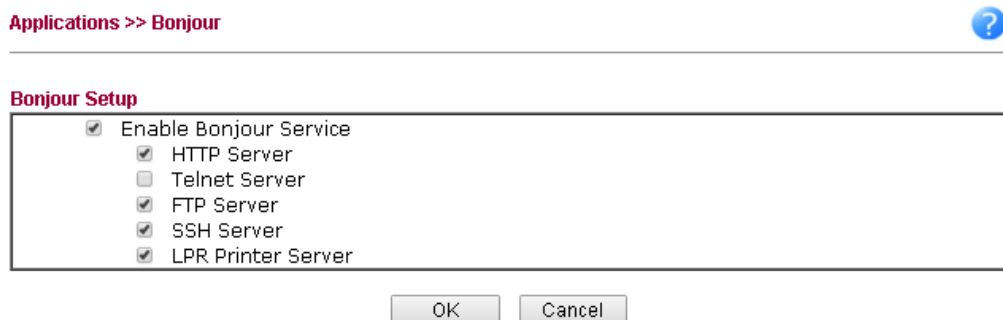 Applications >> Bonjour
?
Bonjour Setup
Enable Bonjour Service
HTTP Server
Telnet Server
FTP Server
SSH Server
LPR Printer Server
OK Cancel